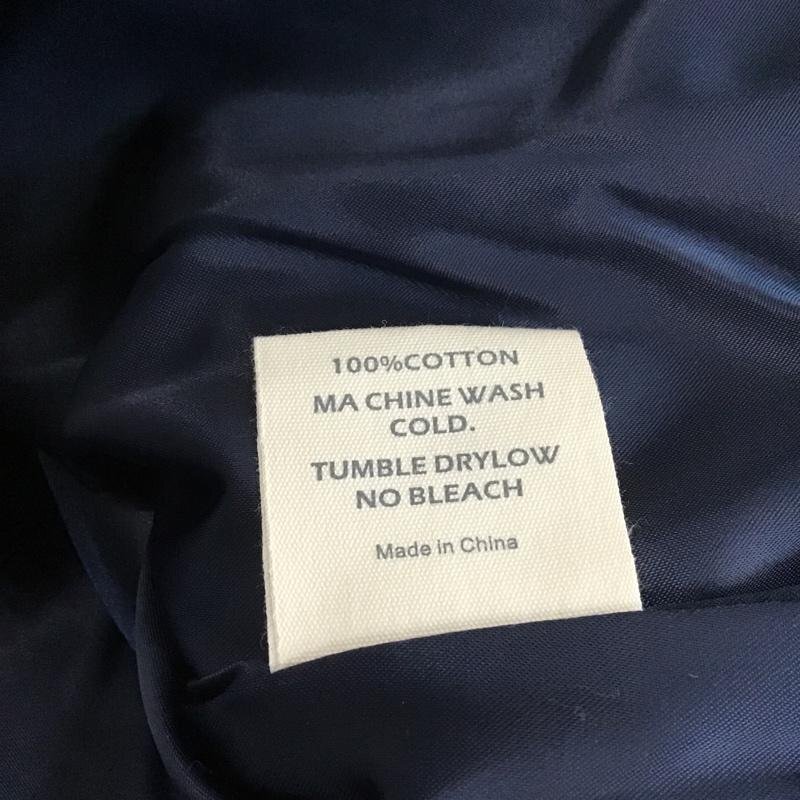 100%COTTON
MA CHINE WASH
COLD.
TUMBLE DRYLOW
NO BLEACH
Made in China